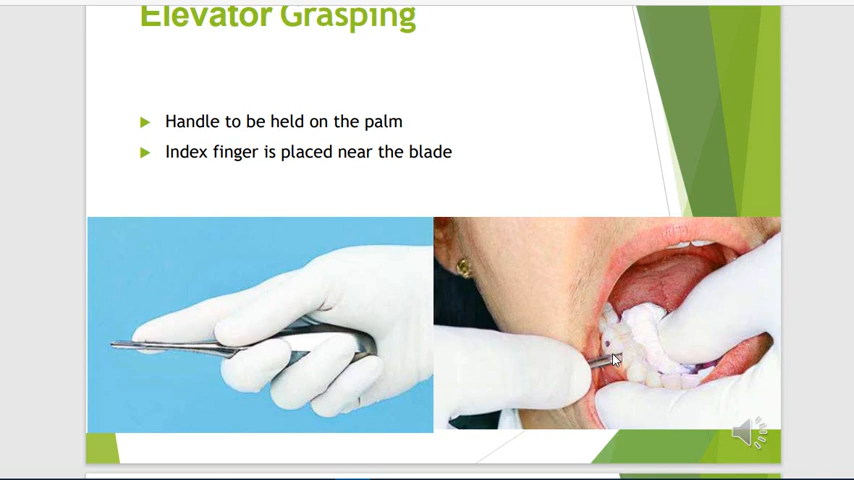 Elevator Grasping
Handle to be held on the palm
Index finger is placed near the blade